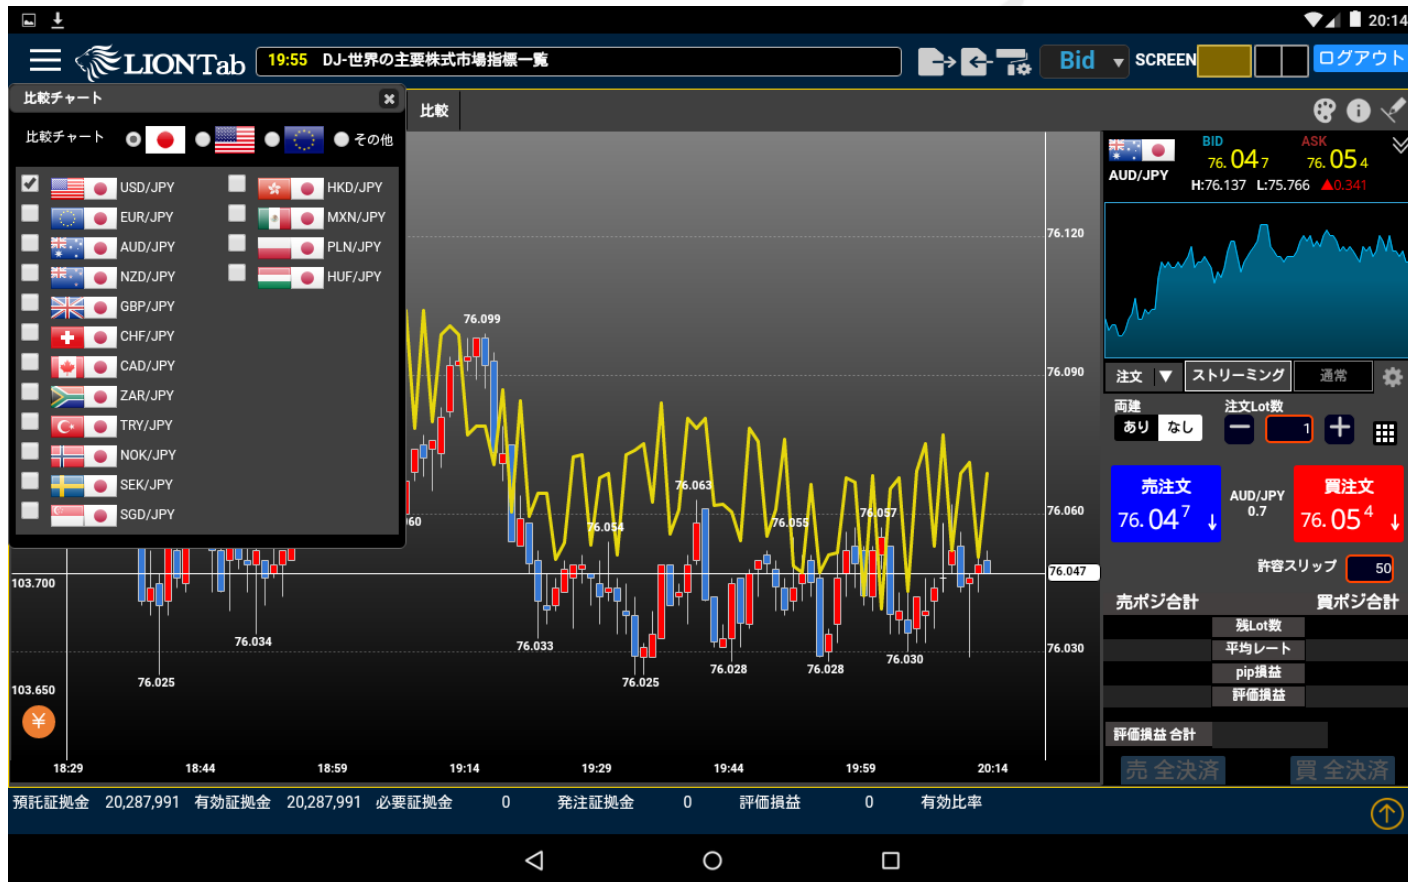 20:14
LIONTab
19:55 DJ-世界の主要株式市場指標一覧
Bid ▼ SCREEN ログアウト
比較チャート
比較
比較チャート その他
USD/JPY HKD/JPY
EUR/JPY MXN/JPY
AUD/JPY PLN/JPY
NZD/JPY HUF/JPY
GBP/JPY
CHF/JPY
CAD/JPY
ZAR/JPY
TRY/JPY
NOK/JPY
SEK/JPY
SGD/JPY
76.120
76.099
76.090
76.063
76.060
60
76.054
76.055
76.057
103.700
76.047
76.034
76.033
76.030
76.030
76.028
76.028
76.025
76.025
103.650
¥
18:29 18:44 18:59 19:14 19:29 19:44 19:59 20:14
AUD/JPY
BID ASK
76.047 76.054
H:76.137 L:75.766 ▲0.341
注文 ▼ ストリーミング 通常
両建 注文Lot数
あり なし 1
売注文 買注文
AUD/JPY
76.047 ↓ 0.7 76.054 ↓
許容スリップ 50
売ポジ合計 買ポジ合計
残Lot数
平均レート
pip損益
評価損益
評価損益合計
売 全決済 買 全決済
預託証拠金 20,287,991 有効証拠金 20,287,991 必要証拠金 0 発注証拠金 0 評価損益 0 有効比率